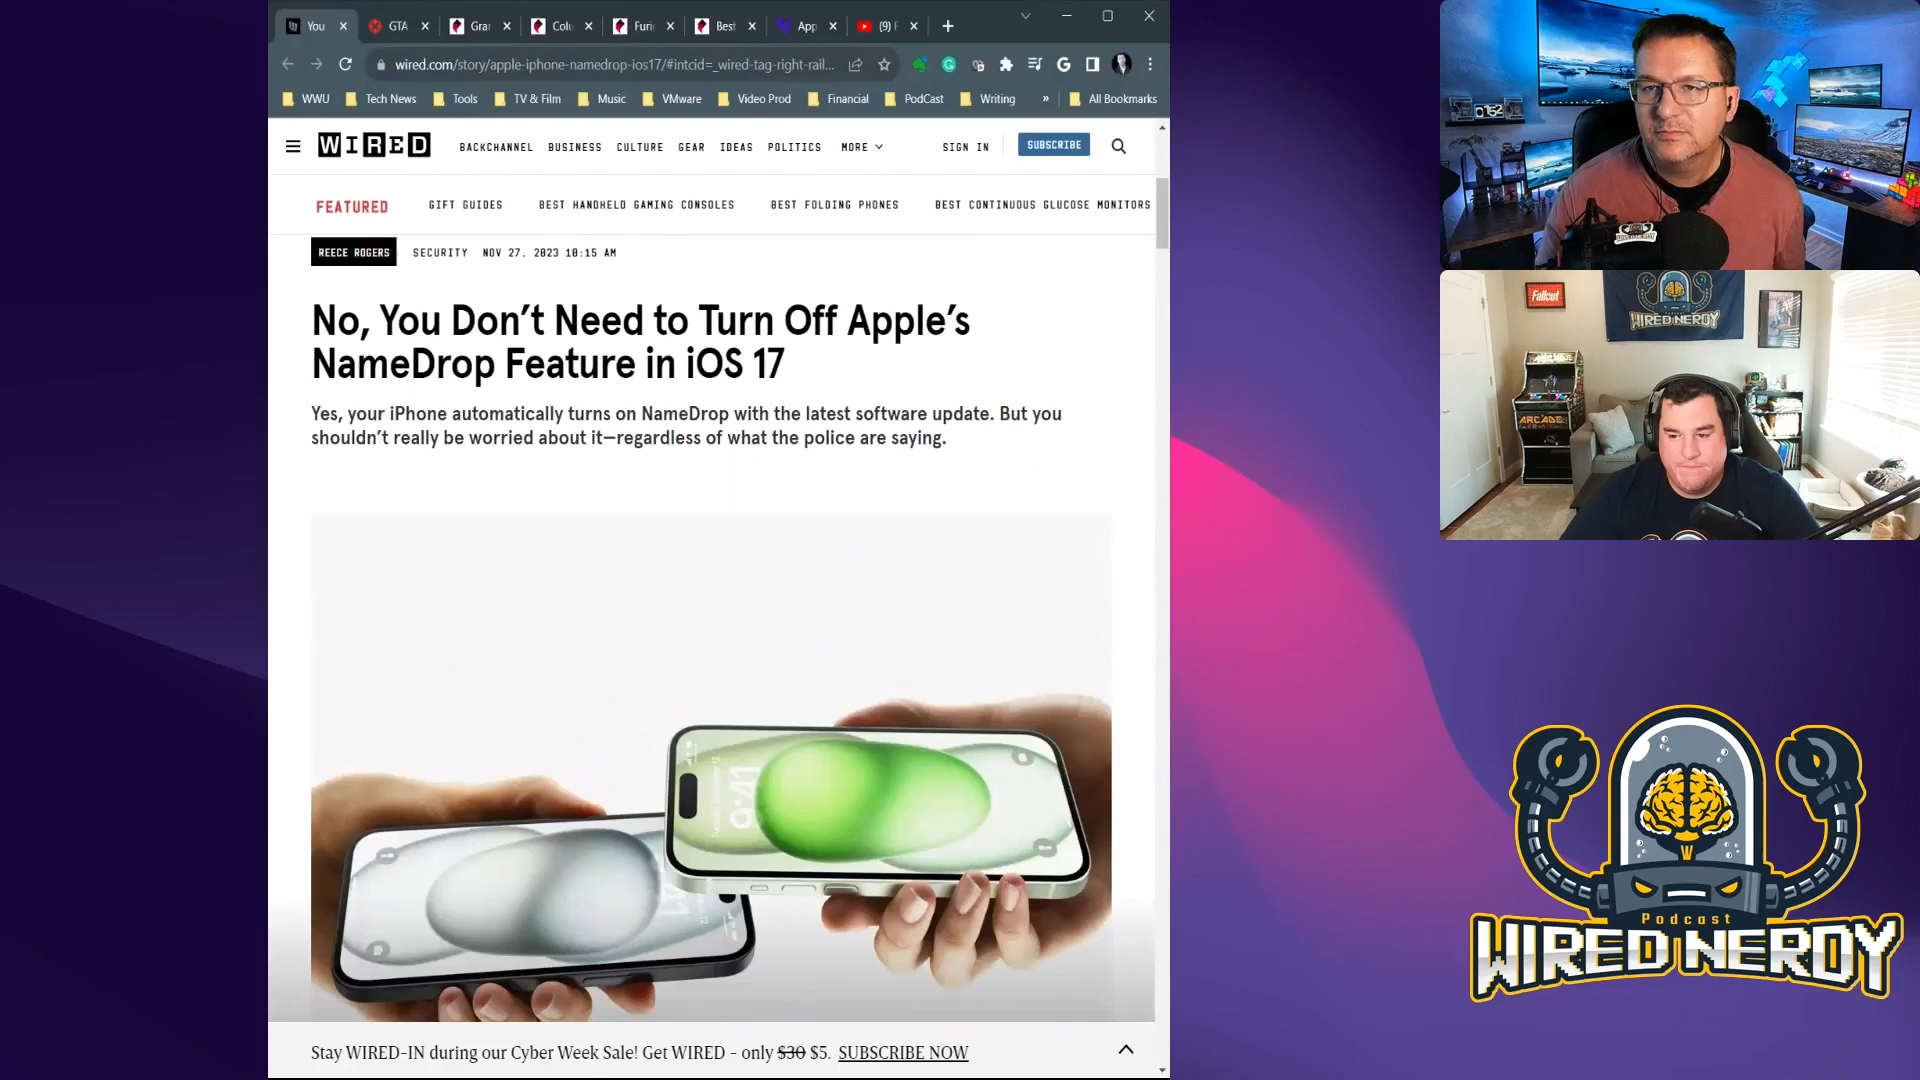 You
GTA
Gran
Colu
Furi
Best
App
(9) F
wired.com/story/apple-iphone-namedrop-ios17/#intcid=_wired-tag-right-rail...
WWU
Tech News
Tools
TV & Film
Music
VMware
Video Prod
Financial
PodCast
Writing
»
All Bookmarks
WIRED
BACKCHANNEL
BUSINESS
CULTURE
GEAR
IDEAS
POLITICS
MORE
SIGN IN
SUBSCRIBE
FEATURED
GIFT GUIDES
BEST HANDHELD GAMING CONSOLES
BEST FOLDING PHONES
BEST CONTINUOUS GLUCOSE MONITORS
REECE ROGERS
SECURITY
NOV 27, 2023 10:15 AM
No, You Don’t Need to Turn Off Apple’s
NameDrop Feature in iOS 17
Yes, your iPhone automatically turns on NameDrop with the latest software update. But you
shouldn’t really be worried about it—regardless of what the police are saying.
9:41
Stay WIRED-IN during our Cyber Week Sale! Get WIRED - only $30 $5. SUBSCRIBE NOW
Fallout
WIRED NERDY
ARCADE
Podcast
WIRED NERDY